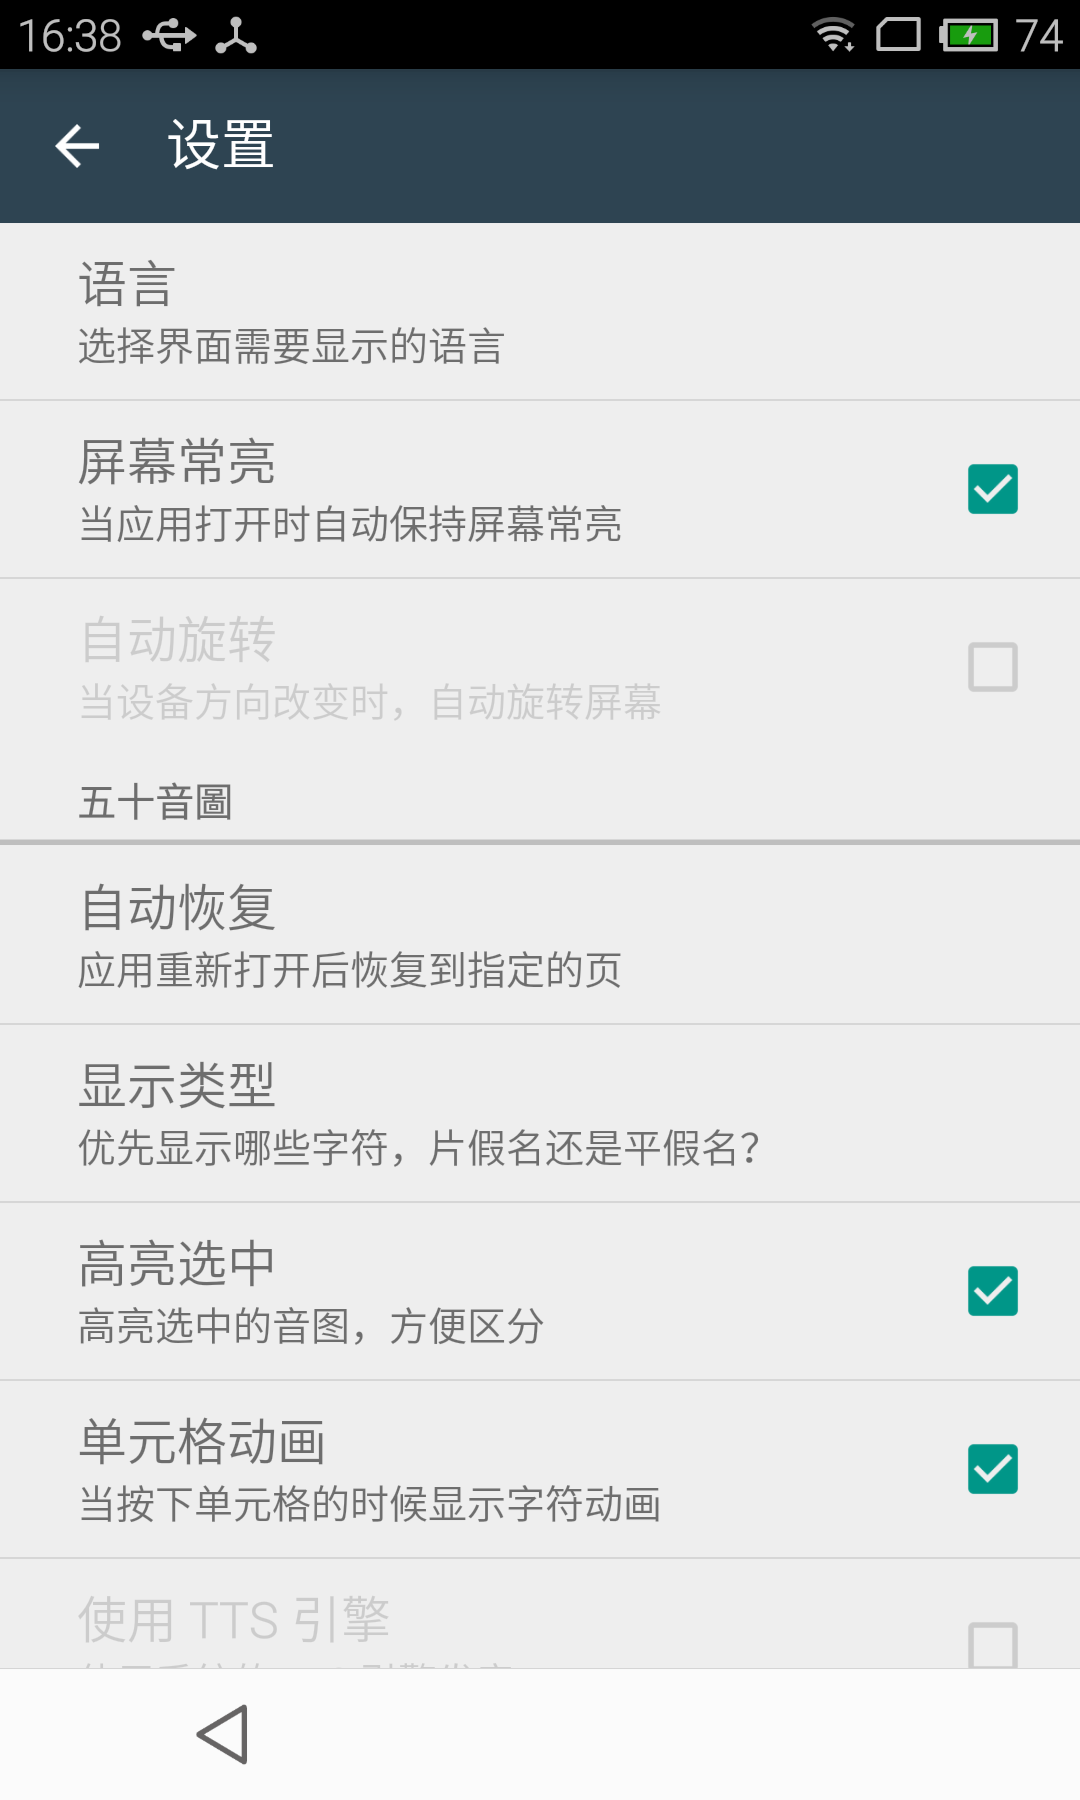 16:38
74
设置
语言
选择界面需要显示的语言
屏幕常亮
当应用打开时自动保持屏幕常亮
自动旋转
当设备方向改变时，自动旋转屏幕
五十音圖
自动恢复
应用重新打开后恢复到指定的页
显示类型
优先显示哪些字符，片假名还是平假名？
高亮选中
高亮选中的音图，方便区分
单元格动画
当按下单元格的时候显示字符动画
使用 TTS 引擎